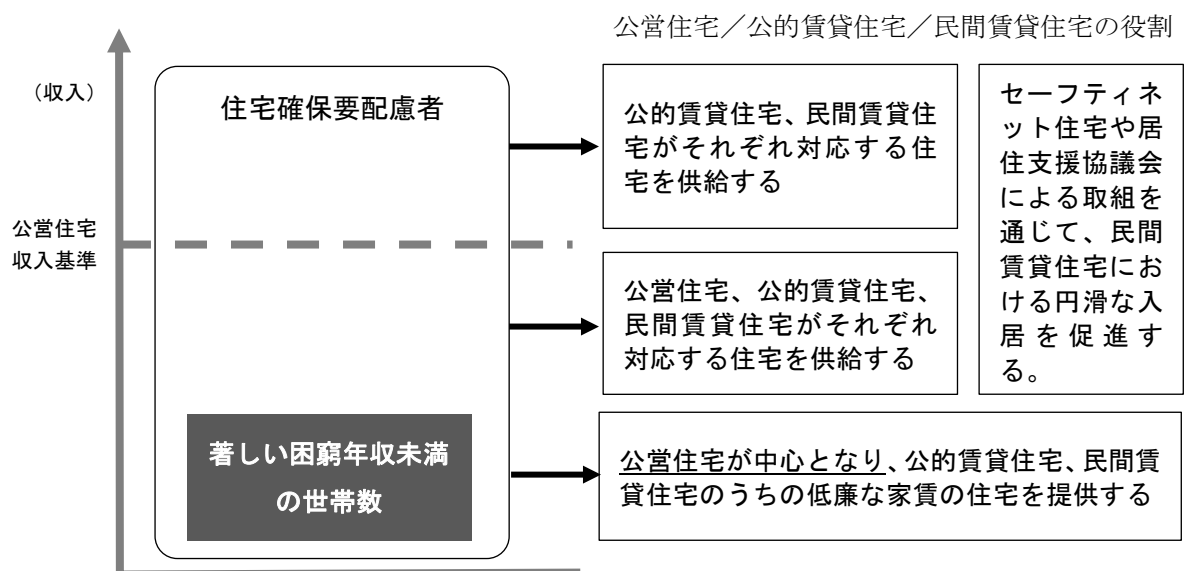 公営住宅／公的賃貸住宅／民間賃貸住宅の役割
（収入）
公営住宅
収入基準
住宅確保要配慮者
著しい困窮年収未満
の世帯数
公的賃貸住宅、民間賃貸住
宅がそれぞれ対応する住
宅を供給する
公営住宅、公的賃貸住宅、
民間賃貸住宅がそれぞれ
対応する住宅を供給する
公営住宅が中心となり、公的賃貸住宅、民間賃
貸住宅のうちの低廉な家賃の住宅を提供する
セーフティネ
ット住宅や居
住支援協議会
による取組を
通じて、民間
賃貸住宅にお
ける円滑な入
居を促進す
る。